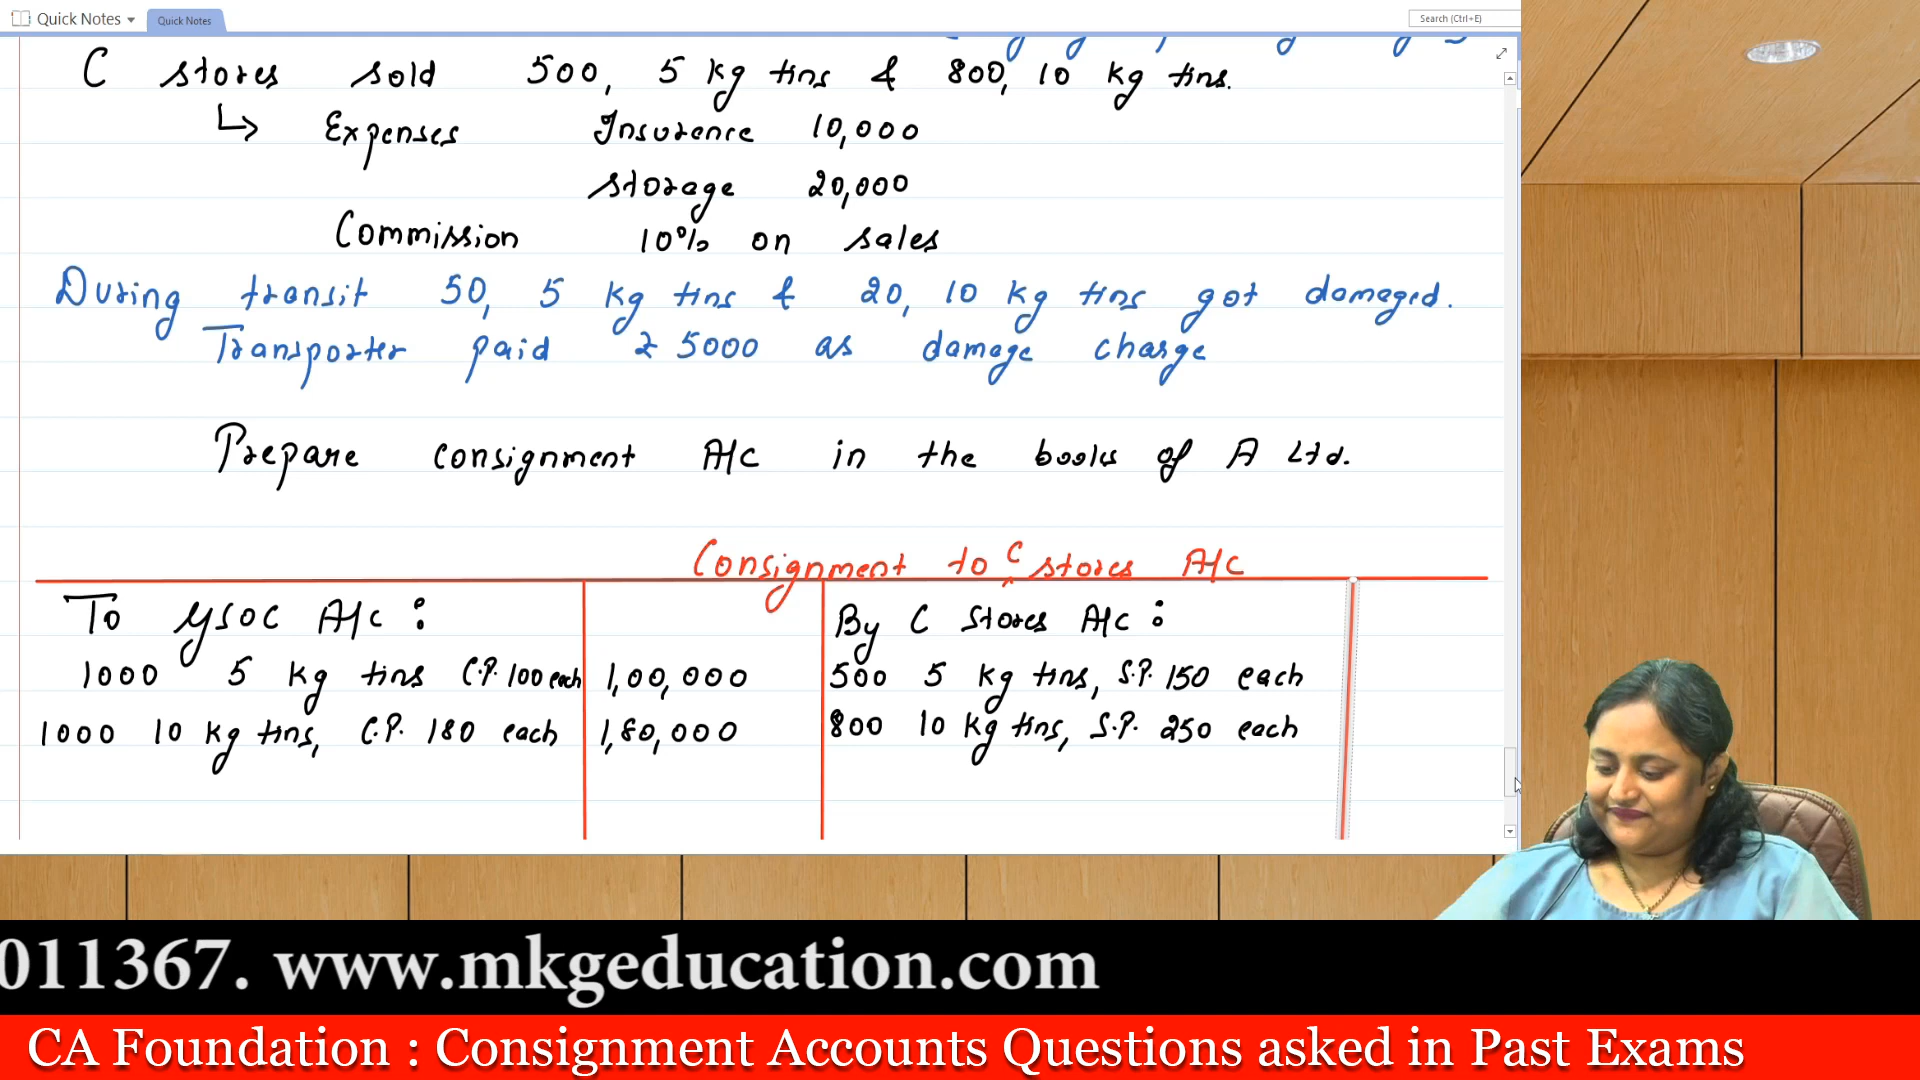 Quick Notes
Quick Notes
Search (Ctrl+E)
C stores sold 500, 5 kg tins & 800, 10 kg tins.
Expenses Insurence 10,000
storage 20,000
Commission 10% on sales
During transit 50, 5 kg tins & 20, 10 kg tins got damaged.
Transporter paid ₹ 5000 as damage charge
Prepare consignment A/c in the books of A Ltd.
Consignment to C stores A/c
To GSOC A/c :
1000 5 kg tins C.P. 100 each 1,00,000
1000 10 kg tins, C.P. 180 each 1,80,000
By C Stores A/c :
500 5 kg tins, S.P. 150 each
800 10 kg tins, S.P. 250 each
011367. www.mkgeducation.com
CA Foundation : Consignment Accounts Questions asked in Past Exams